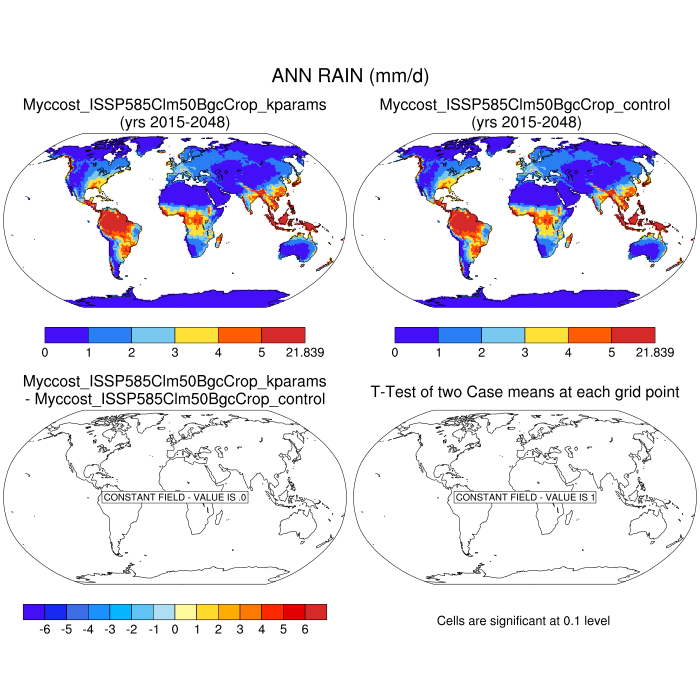 ANN RAIN (mm/d)
Myccost_ISSP585Clm50BgcCrop_kparams
(yrs 2015-2048)
Myccost_ISSP585Clm50BgcCrop_control
(yrs 2015-2048)
0 1 2 3 4 5 21.839
0 1 2 3 4 5 21.839
Myccost_ISSP585Clm50BgcCrop_kparams
- Myccost_ISSP585Clm50BgcCrop_control
T-Test of two Case means at each grid point
CONSTANT FIELD - VALUE IS .0
CONSTANT FIELD - VALUE IS 1
-6 -5 -4 -3 -2 -1 0 1 2 3 4 5 6
Cells are significant at 0.1 level